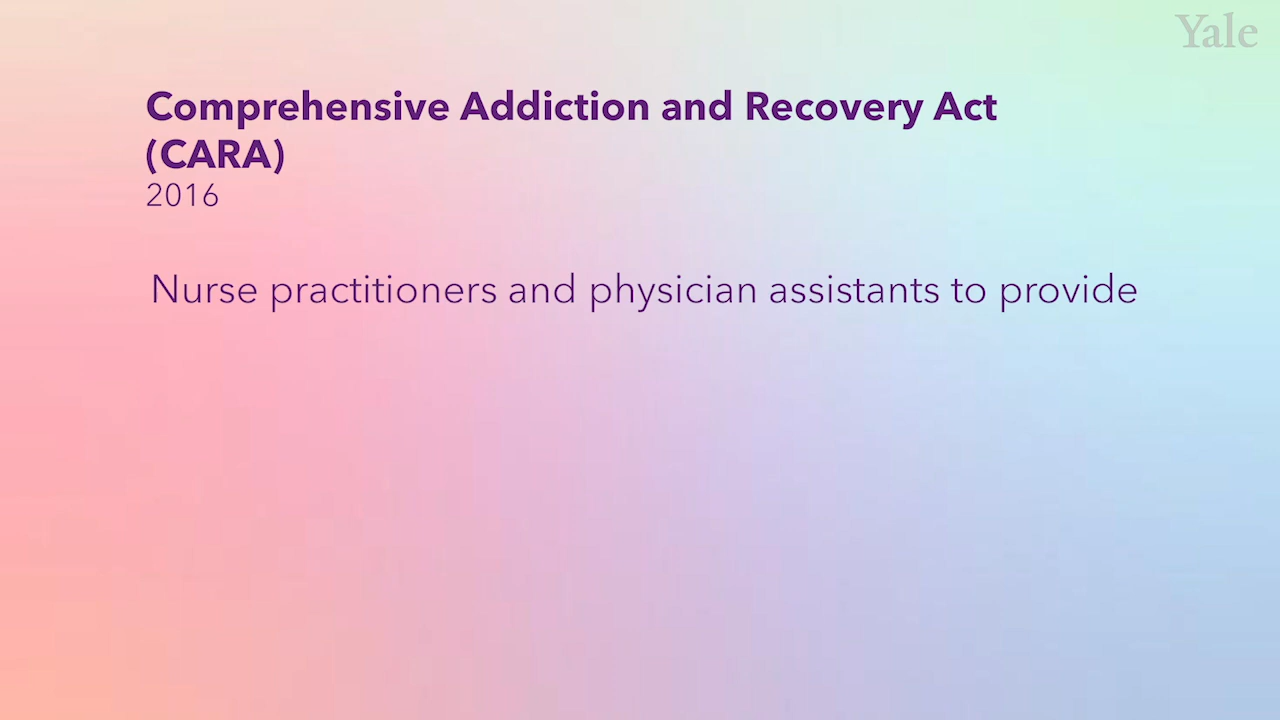 Yale
Comprehensive Addiction and Recovery Act
(CARA)
2016
Nurse practitioners and physician assistants to provide